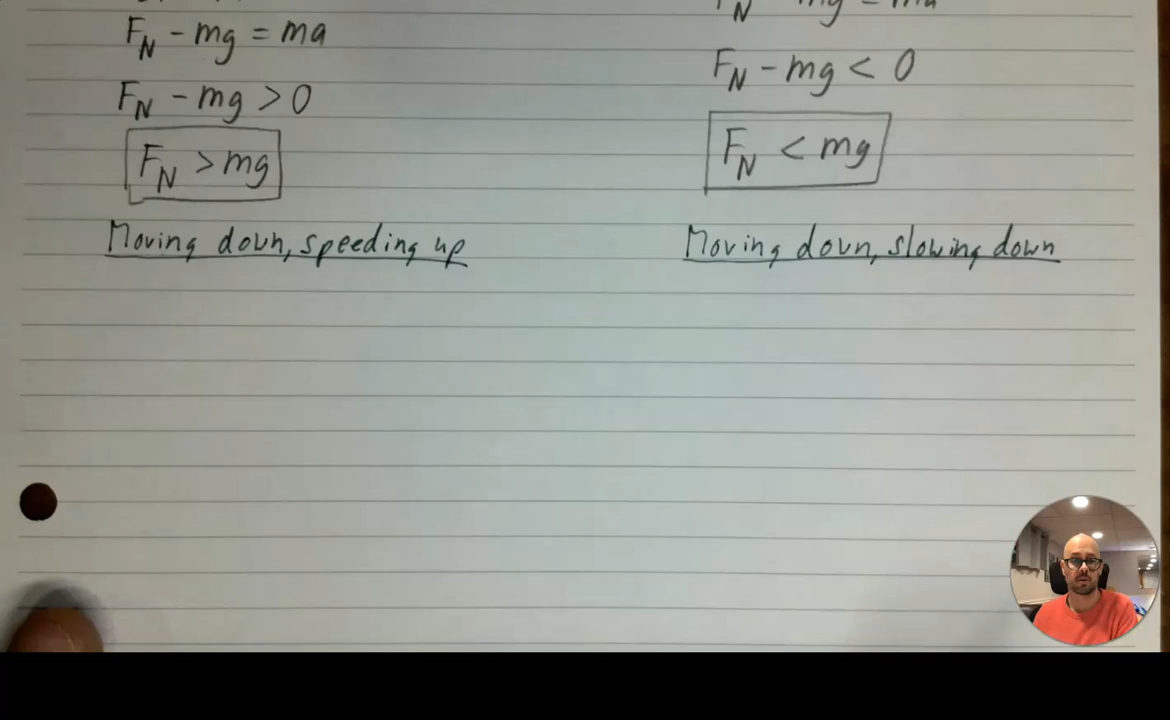 F_N - mg = ma
F_N - mg > 0
F_N > mg
Moving down, speeding up
F_N - mg < 0
F_N < mg
Moving down, slowing down